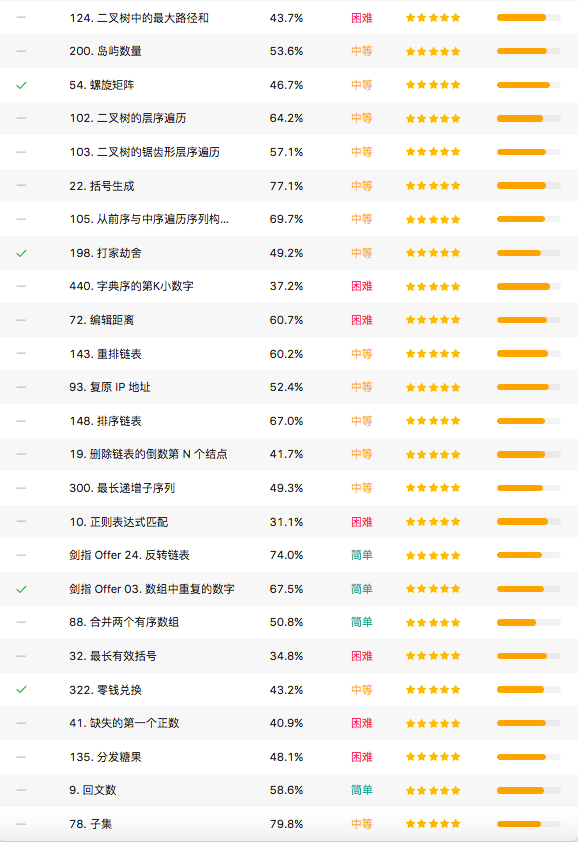 124. 二叉树中的最大路径和 43.7% 困难
200. 岛屿数量 53.6% 中等
54. 螺旋矩阵 46.7% 中等
102. 二叉树的层序遍历 64.2% 中等
103. 二叉树的锯齿形层序遍历 57.1% 中等
22. 括号生成 77.1% 中等
105. 从前序与中序遍历序列构... 69.7% 中等
198. 打家劫舍 49.2% 中等
440. 字典序的第K小数字 37.2% 困难
72. 编辑距离 60.7% 困难
143. 重排链表 60.2% 中等
93. 复原 IP 地址 52.4% 中等
148. 排序链表 67.0% 中等
19. 删除链表的倒数第 N 个结点 41.7% 中等
300. 最长递增子序列 49.3% 中等
10. 正则表达式匹配 31.1% 困难
剑指 Offer 24. 反转链表 74.0% 简单
剑指 Offer 03. 数组中重复的数字 67.5% 简单
88. 合并两个有序数组 50.8% 简单
32. 最长有效括号 34.8% 困难
322. 零钱兑换 43.2% 中等
41. 缺失的第一个正数 40.9% 困难
135. 分发糖果 48.1% 困难
9. 回文数 58.6% 简单
78. 子集 79.8% 中等